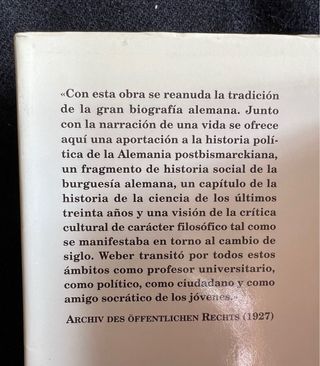 «Con esta obra se reanuda la tradición
de la gran biografía alemana. Junto
con la narración de una vida se ofrece
aquí una aportación a la historia polí-
tica de la Alemania postbismarckiana,
un fragmento de historia social de la
burguesía alemana, un capítulo de la
historia de la ciencia de los últimos
treinta años y una visión de la crítica
cultural de carácter filosófico tal como
se manifestaba en torno al cambio de
siglo. Weber transitó por todos estos
ámbitos como profesor universitario,
como político, como ciudadano y como
amigo socrático de los jóvenes.»
ARCHIV DES ÖFFENTLICHEN RECHTS (1927)